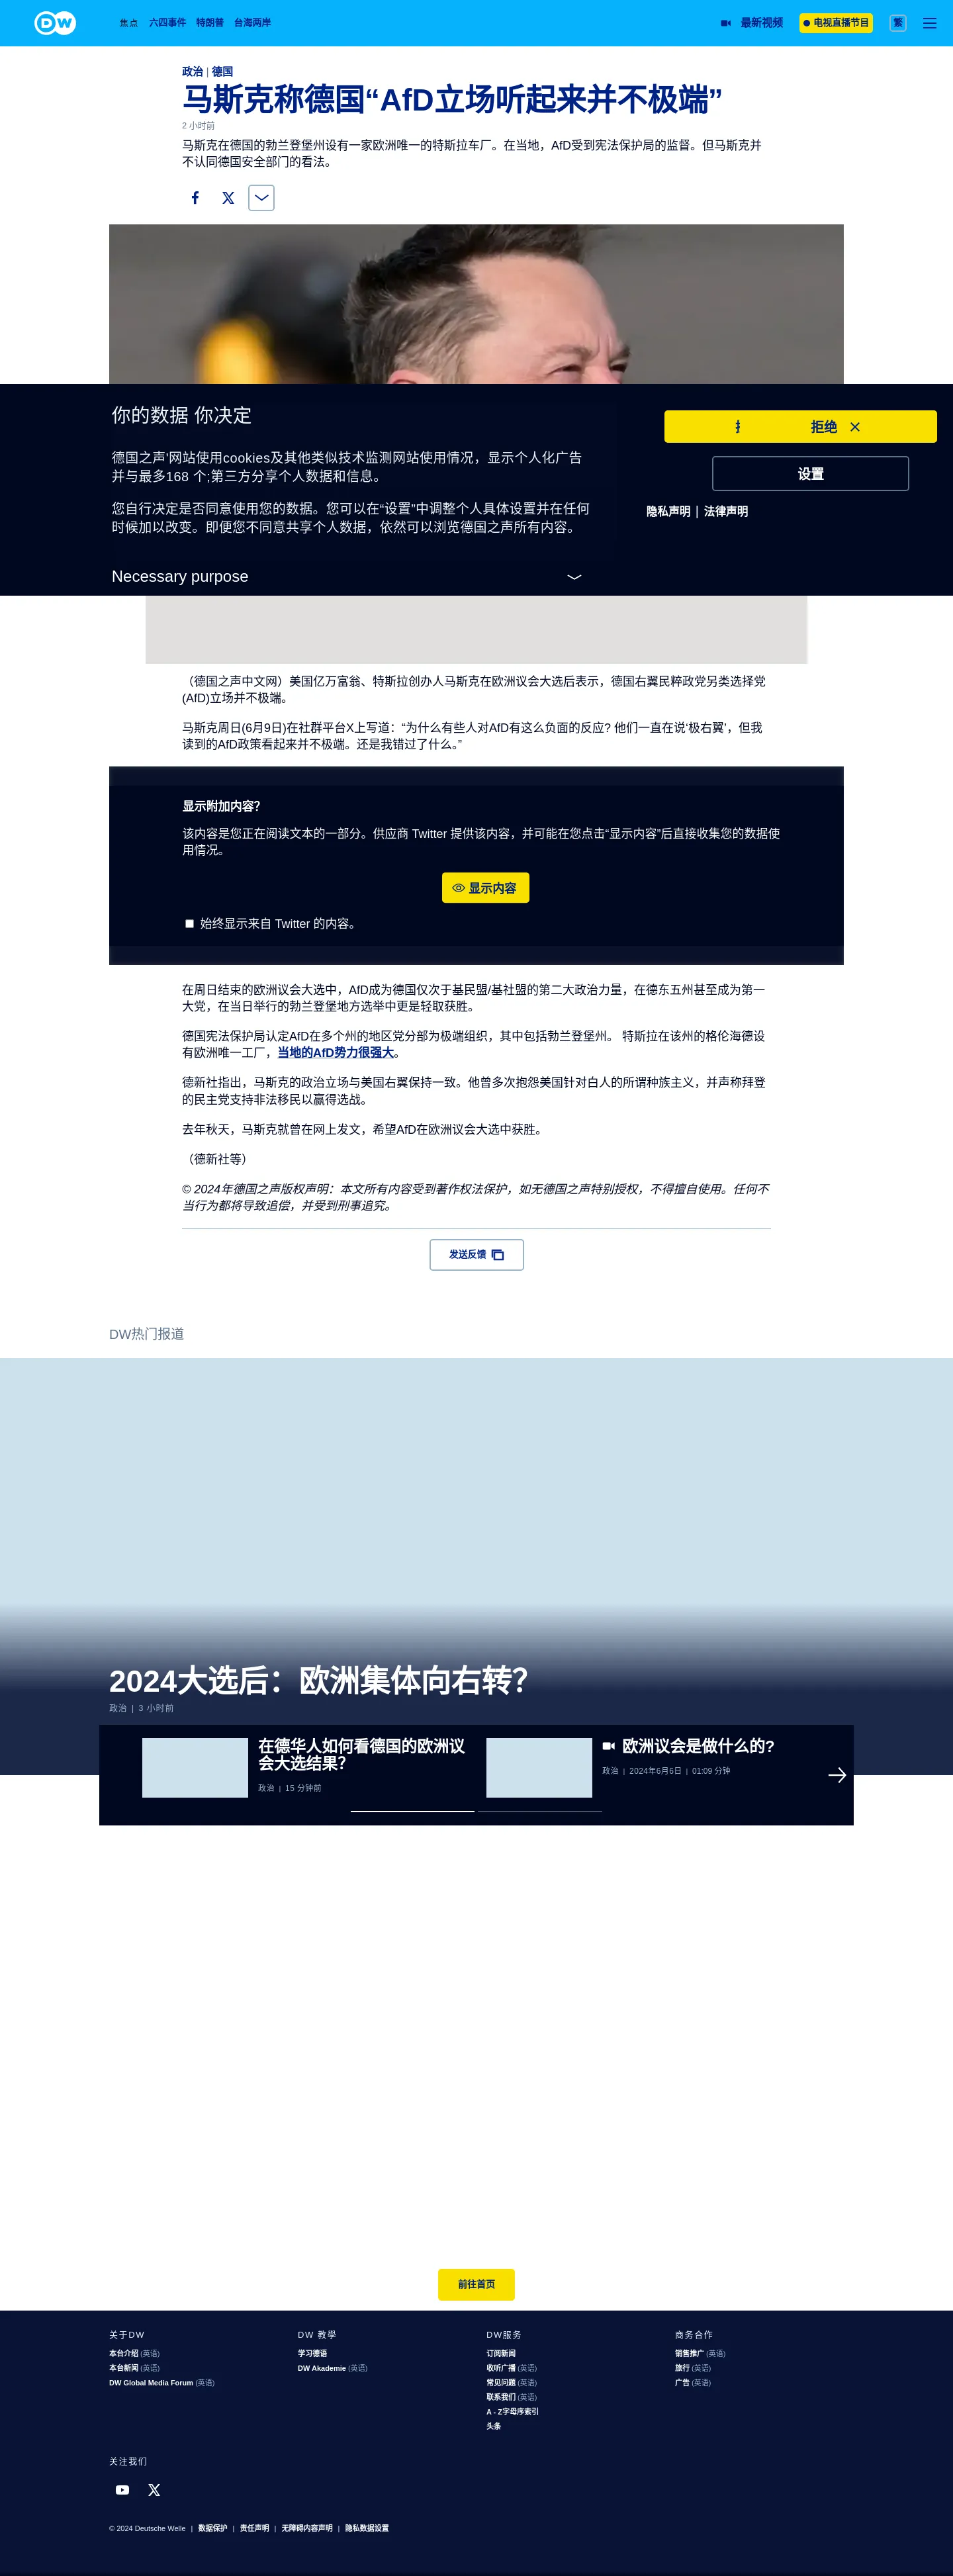 DW
焦点 六四事件 特朗普 台海两岸
最新视频 电视直播节目 繁
政治 | 德国
马斯克称德国“AfD立场听起来并不极端”
2 小时前
马斯克在德国的勃兰登堡州设有一家欧洲唯一的特斯拉车厂。在当地，AfD受到宪法保护局的监督。但马斯克并
不认同德国安全部门的看法。
你的数据 你决定
德国之声'网站使用cookies及其他类似技术监测网站使用情况，显示个人化广告
并与最多168 个;第三方分享个人数据和信息。
您自行决定是否同意使用您的数据。您可以在“设置”中调整个人具体设置并在任何
时候加以改变。即便您不同意共享个人数据，依然可以浏览德国之声所有内容。
Necessary purpose
拒绝
设置
隐私声明 | 法律声明
（德国之声中文网）美国亿万富翁、特斯拉创办人马斯克在欧洲议会大选后表示，德国右翼民粹政党另类选择党
(AfD)立场并不极端。
马斯克周日(6月9日)在社群平台X上写道：“为什么有些人对AfD有这么负面的反应? 他们一直在说‘极右翼’，但我
读到的AfD政策看起来并不极端。还是我错过了什么。”
显示附加内容？
该内容是您正在阅读文本的一部分。供应商 Twitter 提供该内容，并可能在您点击“显示内容”后直接收集您的数据使
用情况。
显示内容
始终显示来自 Twitter 的内容。
在周日结束的欧洲议会大选中，AfD成为德国仅次于基民盟/基社盟的第二大政治力量，在德东五州甚至成为第一
大党，在当日举行的勃兰登堡地方选举中更是轻取获胜。
德国宪法保护局认定AfD在多个州的地区党分部为极端组织，其中包括勃兰登堡州。 特斯拉在该州的格伦海德设
有欧洲唯一工厂，当地的AfD势力很强大。
德新社指出，马斯克的政治立场与美国右翼保持一致。他曾多次抱怨美国针对白人的所谓种族主义，并声称拜登
的民主党支持非法移民以赢得选战。
去年秋天，马斯克就曾在网上发文，希望AfD在欧洲议会大选中获胜。
（德新社等）
© 2024年德国之声版权声明：本文所有内容受到著作权法保护，如无德国之声特别授权，不得擅自使用。任何不
当行为都将导致追偿，并受到刑事追究。
发送反馈
DW热门报道
2024大选后：欧洲集体向右转？
政治 | 3 小时前
在德华人如何看德国的欧洲议
会大选结果？
政治 | 15 分钟前
欧洲议会是做什么的？
政治 | 2024年6月6日 | 01:09 分钟
前往首页
关于DW
本台介绍 (英语)
本台新闻 (英语)
DW Global Media Forum (英语)
DW 教學
学习德语
DW Akademie (英语)
DW服务
订阅新闻
收听广播 (英语)
常见问题 (英语)
联系我们 (英语)
A - Z字母序索引
头条
商务合作
销售推广 (英语)
旅行 (英语)
广告 (英语)
关注我们
© 2024 Deutsche Welle | 数据保护 | 责任声明 | 无障碍内容声明 | 隐私数据设置